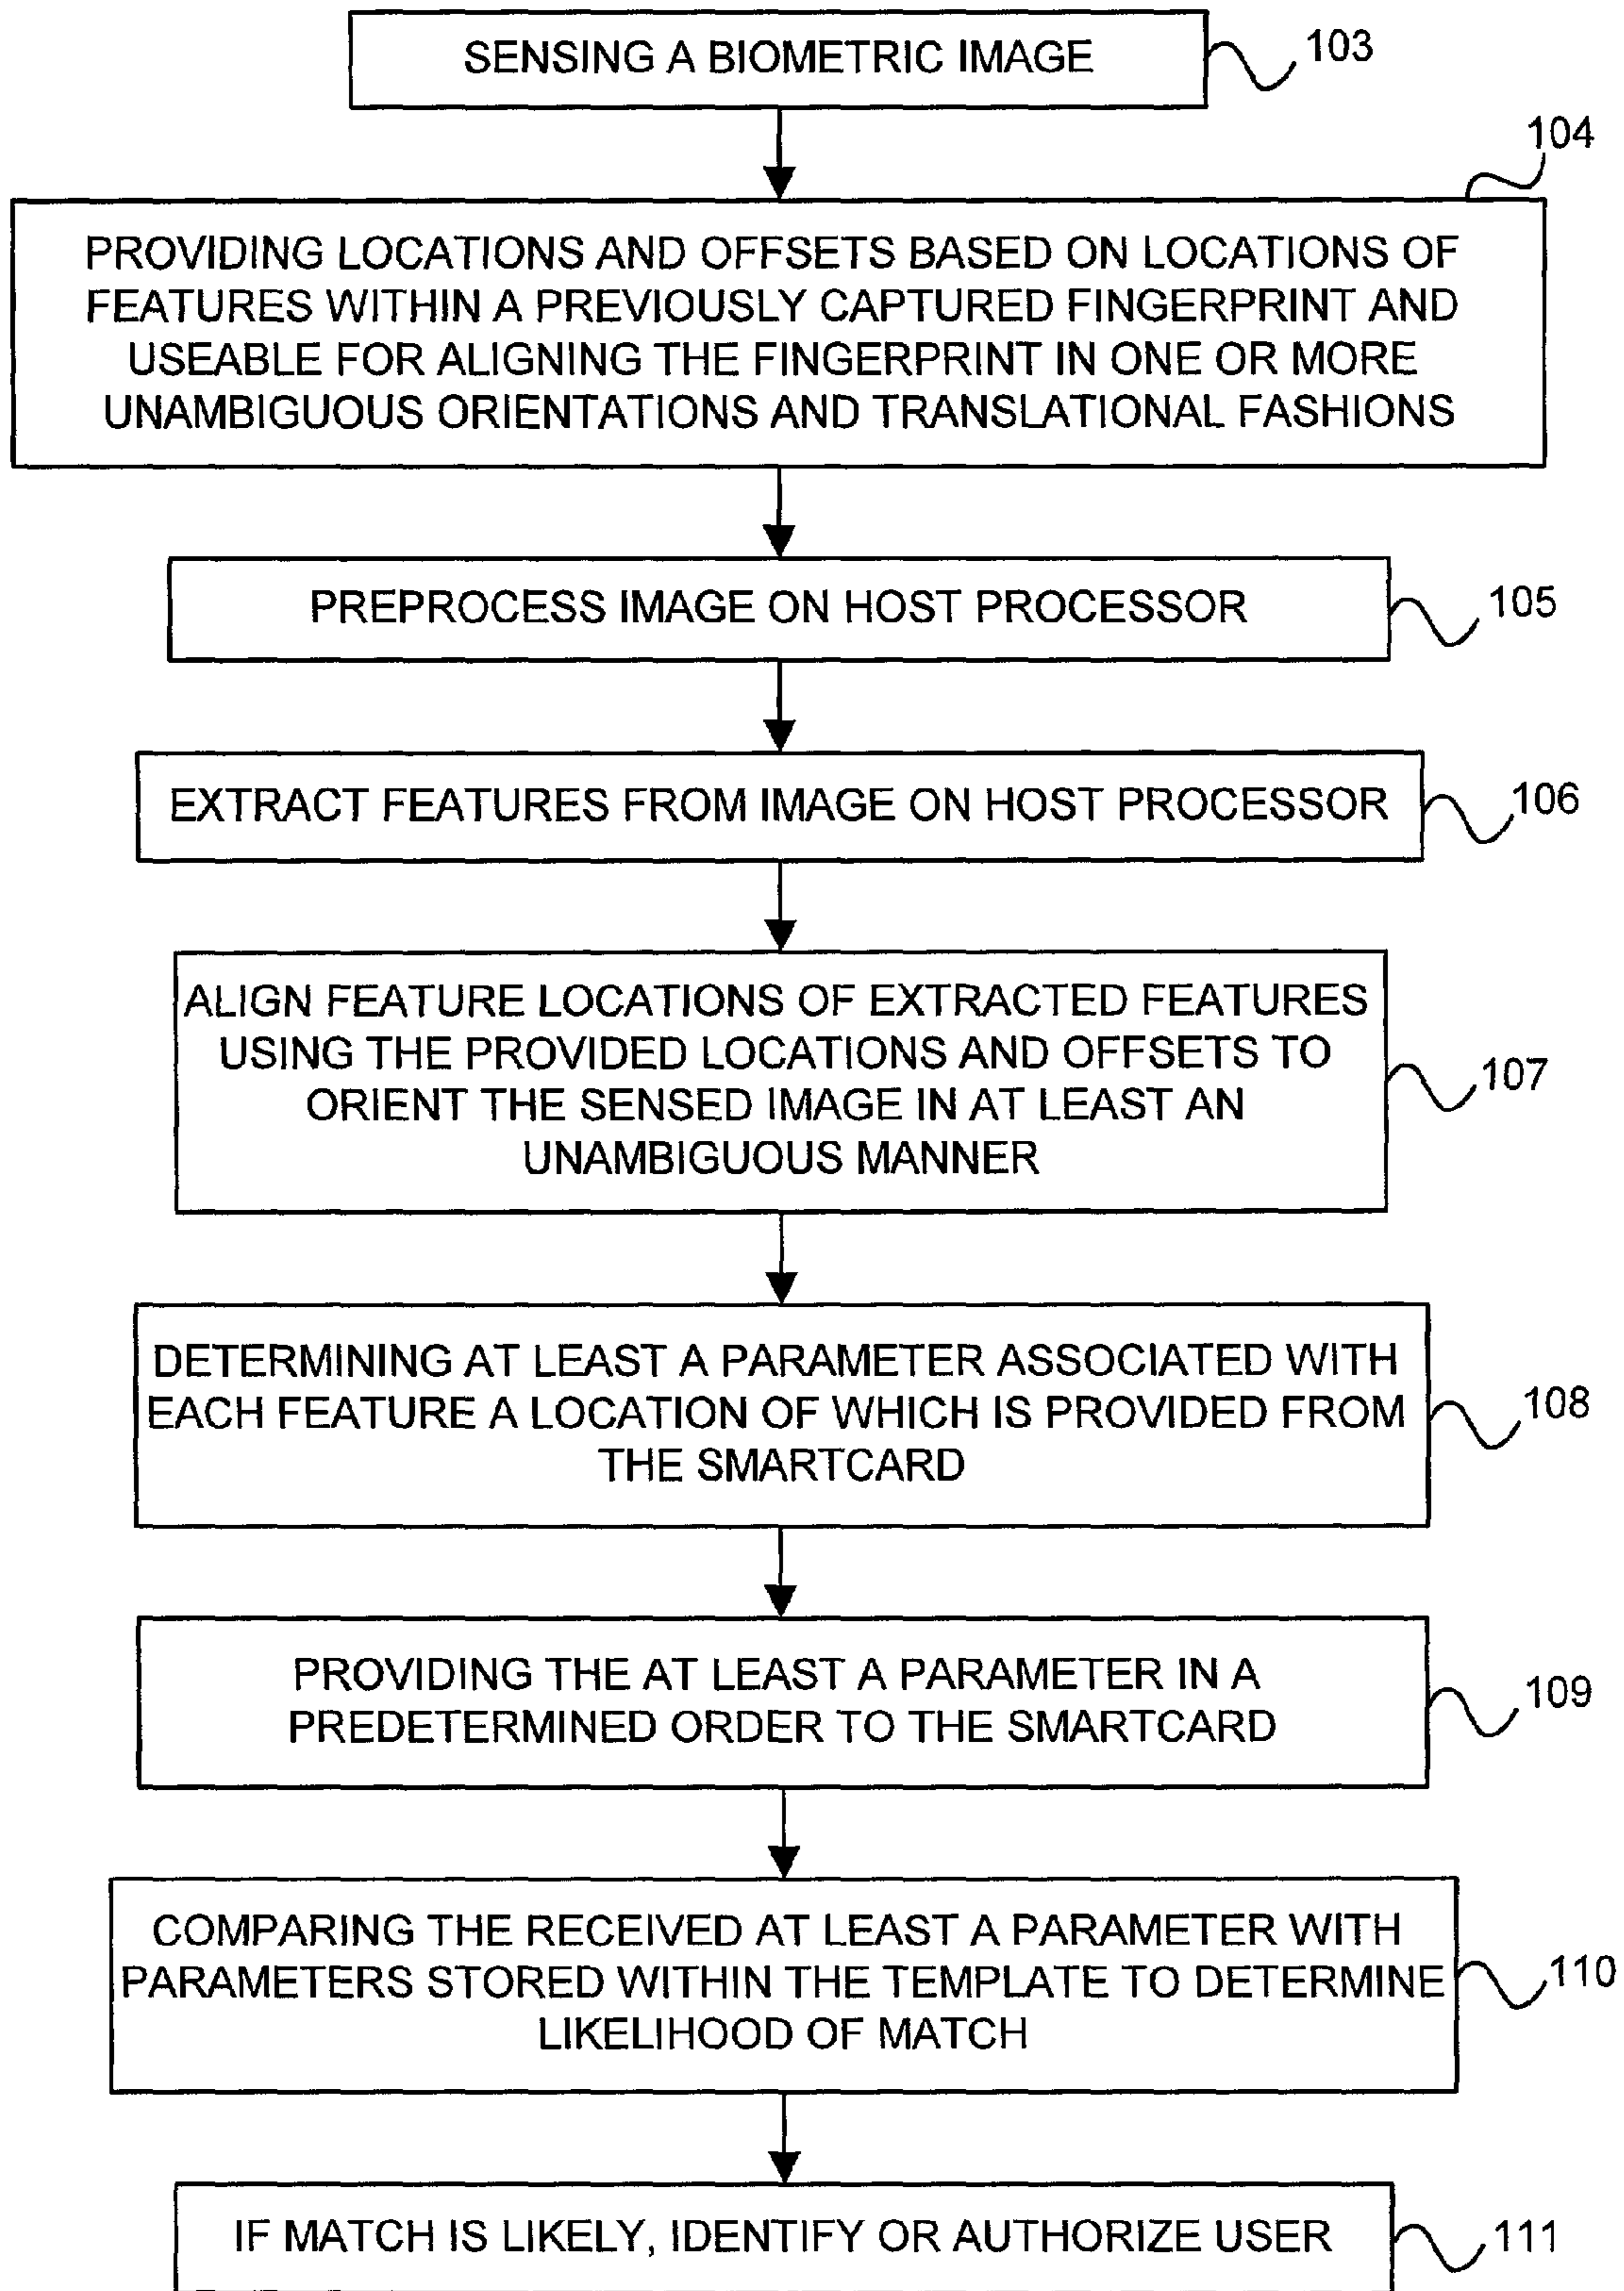 SENSING A BIOMETRIC IMAGE
103
104
PROVIDING LOCATIONS AND OFFSETS BASED ON LOCATIONS OF
FEATURES WITHIN A PREVIOUSLY CAPTURED FINGERPRINT AND
USEABLE FOR ALIGNING THE FINGERPRINT IN ONE OR MORE
UNAMBIGUOUS ORIENTATIONS AND TRANSLATIONAL FASHIONS
PREPROCESS IMAGE ON HOST PROCESSOR
105
EXTRACT FEATURES FROM IMAGE ON HOST PROCESSOR
106
ALIGN FEATURE LOCATIONS OF EXTRACTED FEATURES
USING THE PROVIDED LOCATIONS AND OFFSETS TO
ORIENT THE SENSED IMAGE IN AT LEAST AN
UNAMBIGUOUS MANNER
107
DETERMINING AT LEAST A PARAMETER ASSOCIATED WITH
EACH FEATURE A LOCATION OF WHICH IS PROVIDED FROM
THE SMARTCARD
108
PROVIDING THE AT LEAST A PARAMETER IN A
PREDETERMINED ORDER TO THE SMARTCARD
109
COMPARING THE RECEIVED AT LEAST A PARAMETER WITH
PARAMETERS STORED WITHIN THE TEMPLATE TO DETERMINE
LIKELIHOOD OF MATCH
110
IF MATCH IS LIKELY, IDENTIFY OR AUTHORIZE USER
111